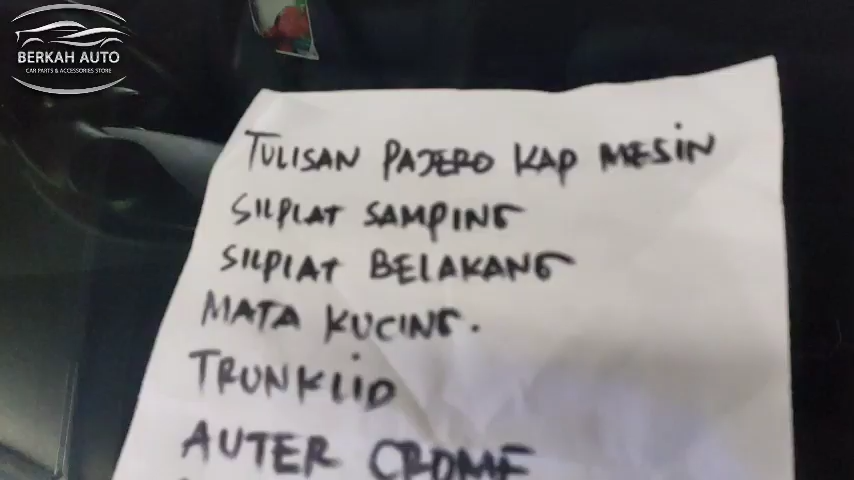 BERKAH AUTO
CAR PARTS & ACCESSORIES STORE
TULISAN PAJERO KAP MESIN
SILPLAT SAMPING
SILPLAT BELAKANG
MATA KUCING.
TRUNKLID
AUTER CROME